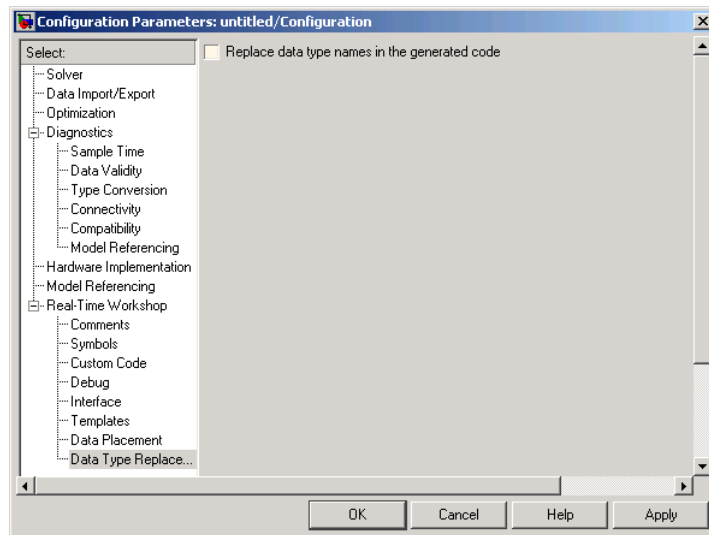 Configuration Parameters: untitled/Configuration
Select:
Solver
Data Import/Export
Optimization
Diagnostics
Sample Time
Data Validity
Type Conversion
Connectivity
Compatibility
Model Referencing
Hardware Implementation
Model Referencing
Real-Time Workshop
Comments
Symbols
Custom Code
Debug
Interface
Templates
Data Placement
Data Type Replace...
Replace data type names in the generated code
OK
Cancel
Help
Apply